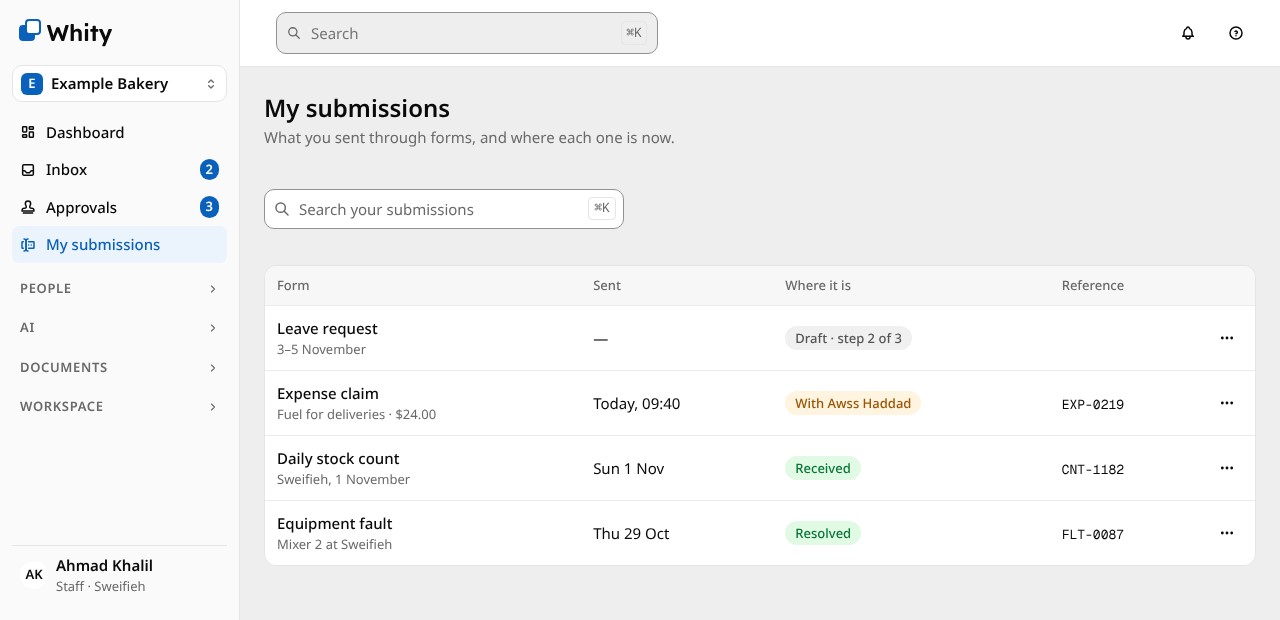 Whity
Search
⌘K
E
Example Bakery
Dashboard
Inbox
2
Approvals
3
My submissions
PEOPLE
AI
DOCUMENTS
WORKSPACE
AK
Ahmad Khalil
Staff · Sweifieh
My submissions
What you sent through forms, and where each one is now.
Search your submissions
⌘K
Form Sent Where it is Reference
Leave request
3–5 November
—
Draft · step 2 of 3
Expense claim
Fuel for deliveries · $24.00
Today, 09:40
With Awss Haddad
EXP-0219
Daily stock count
Sweifieh, 1 November
Sun 1 Nov
Received
CNT-1182
Equipment fault
Mixer 2 at Sweifieh
Thu 29 Oct
Resolved
FLT-0087